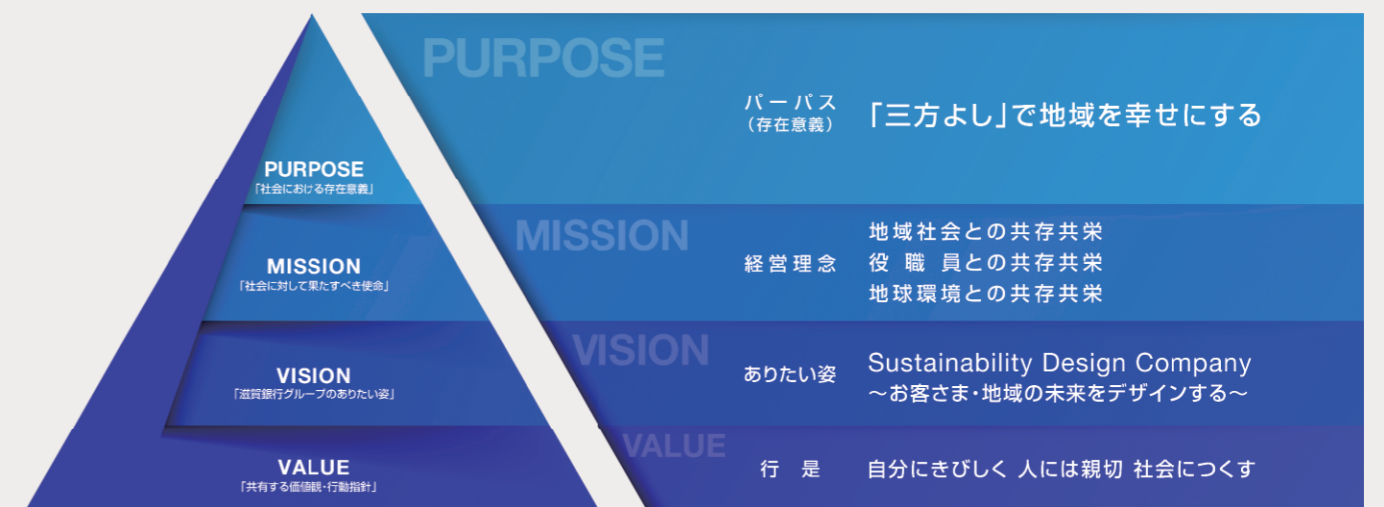 PURPOSE
「社会における存在意義」
MISSION
「社会に対して果たすべき使命」
VISION
「滋賀銀行グループのありたい姿」
VALUE
「共有する価値観・行動指針」
PURPOSE
パーパス
（存在意義）
「三方よし」で地域を幸せにする
MISSION
経営理念
地域社会との共存共栄
役職員との共存共栄
地球環境との共存共栄
VISION
ありたい姿
Sustainability Design Company
～お客さま・地域の未来をデザインする～
VALUE
行是
自分にきびしく 人には親切 社会につくす